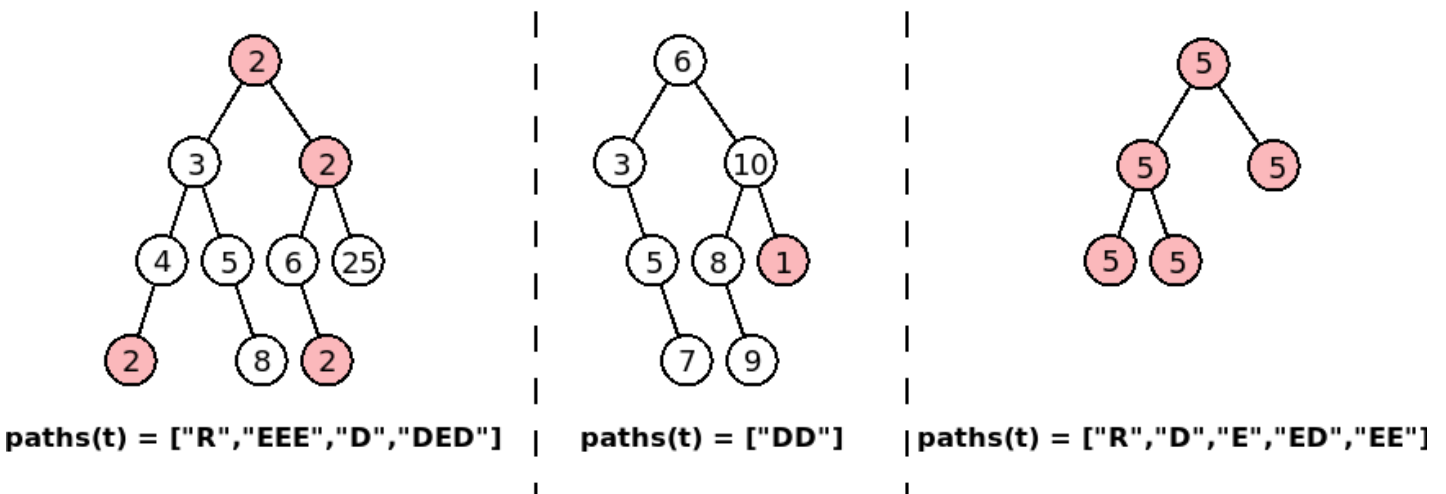 2
3 2
4 5 6 25
2 8 2
paths(t) = ["R","EEE","D","DED"]
6
3 10
5 8 1
7 9
paths(t) = ["DD"]
5
5 5
5 5
paths(t) = ["R","D","E","ED","EE"]